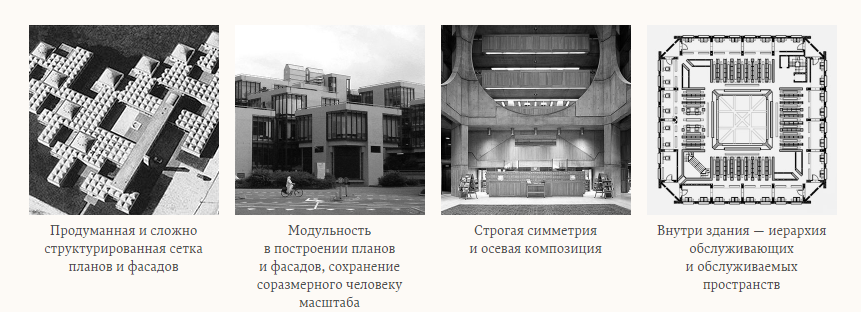 Продуманная и сложно
структурированная сетка
планов и фасадов
Модульность
в построении планов
и фасадов, сохранение
соразмерного человеку
масштаба
Строгая симметрия
и осевая композиция
Внутри здания — иерархия
обслуживающих
и обслуживаемых
пространств